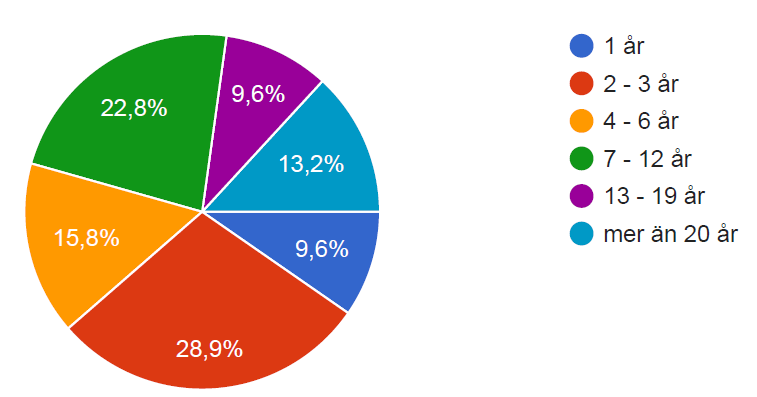 22,8%
9,6%
13,2%
15,8%
9,6%
28,9%
1 år
2 - 3 år
4 - 6 år
7 - 12 år
13 - 19 år
mer än 20 år